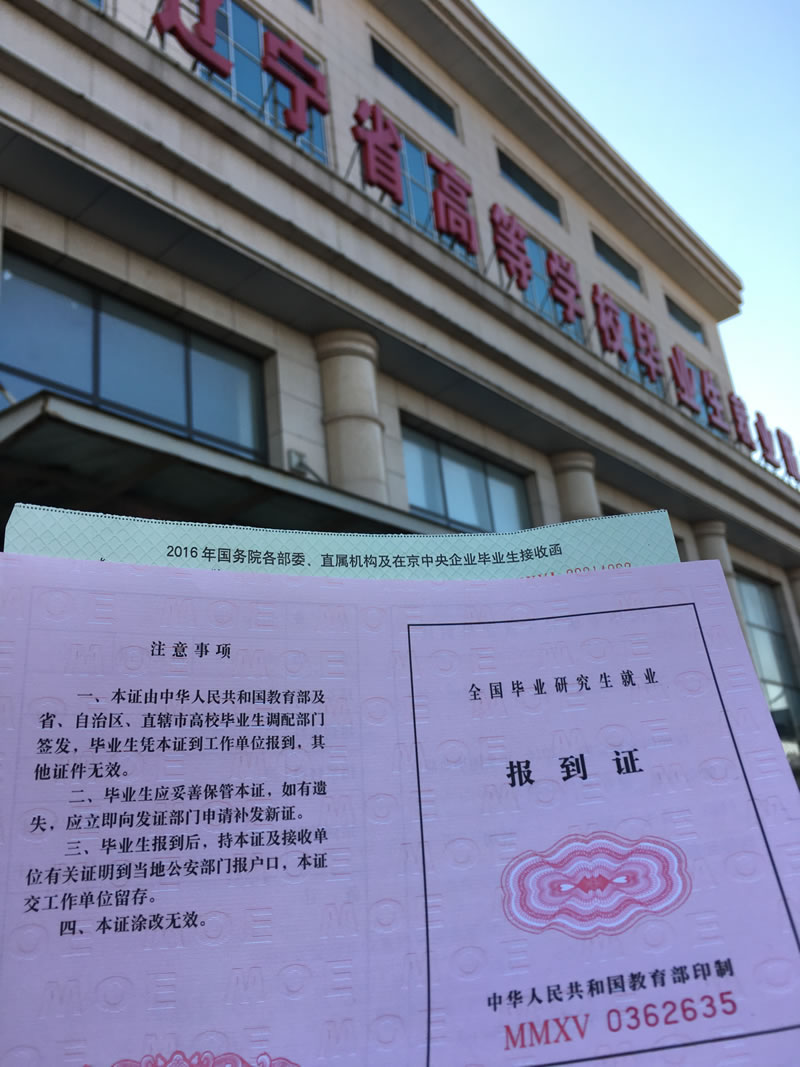 辽宁省高等学校毕业生就业
2016年国务院各部委、直属机构及在京中央企业毕业生接收函
注意事项
一、本证由中华人民共和国教育部及
省、自治区、直辖市高校毕业生调配部门
签发，毕业生凭本证到工作单位报到，其
他证件无效。
二、毕业生应妥善保管本证，如有遗
失，应立即向发证部门申请补发新证。
三、毕业生报到后，持本证及接收单
位有关证明到当地公安部门报户口，本证
交工作单位留存。
四、本证涂改无效。
全国毕业研究生就业
报到证
中华人民共和国教育部印制
MMXV 0362635
MOE